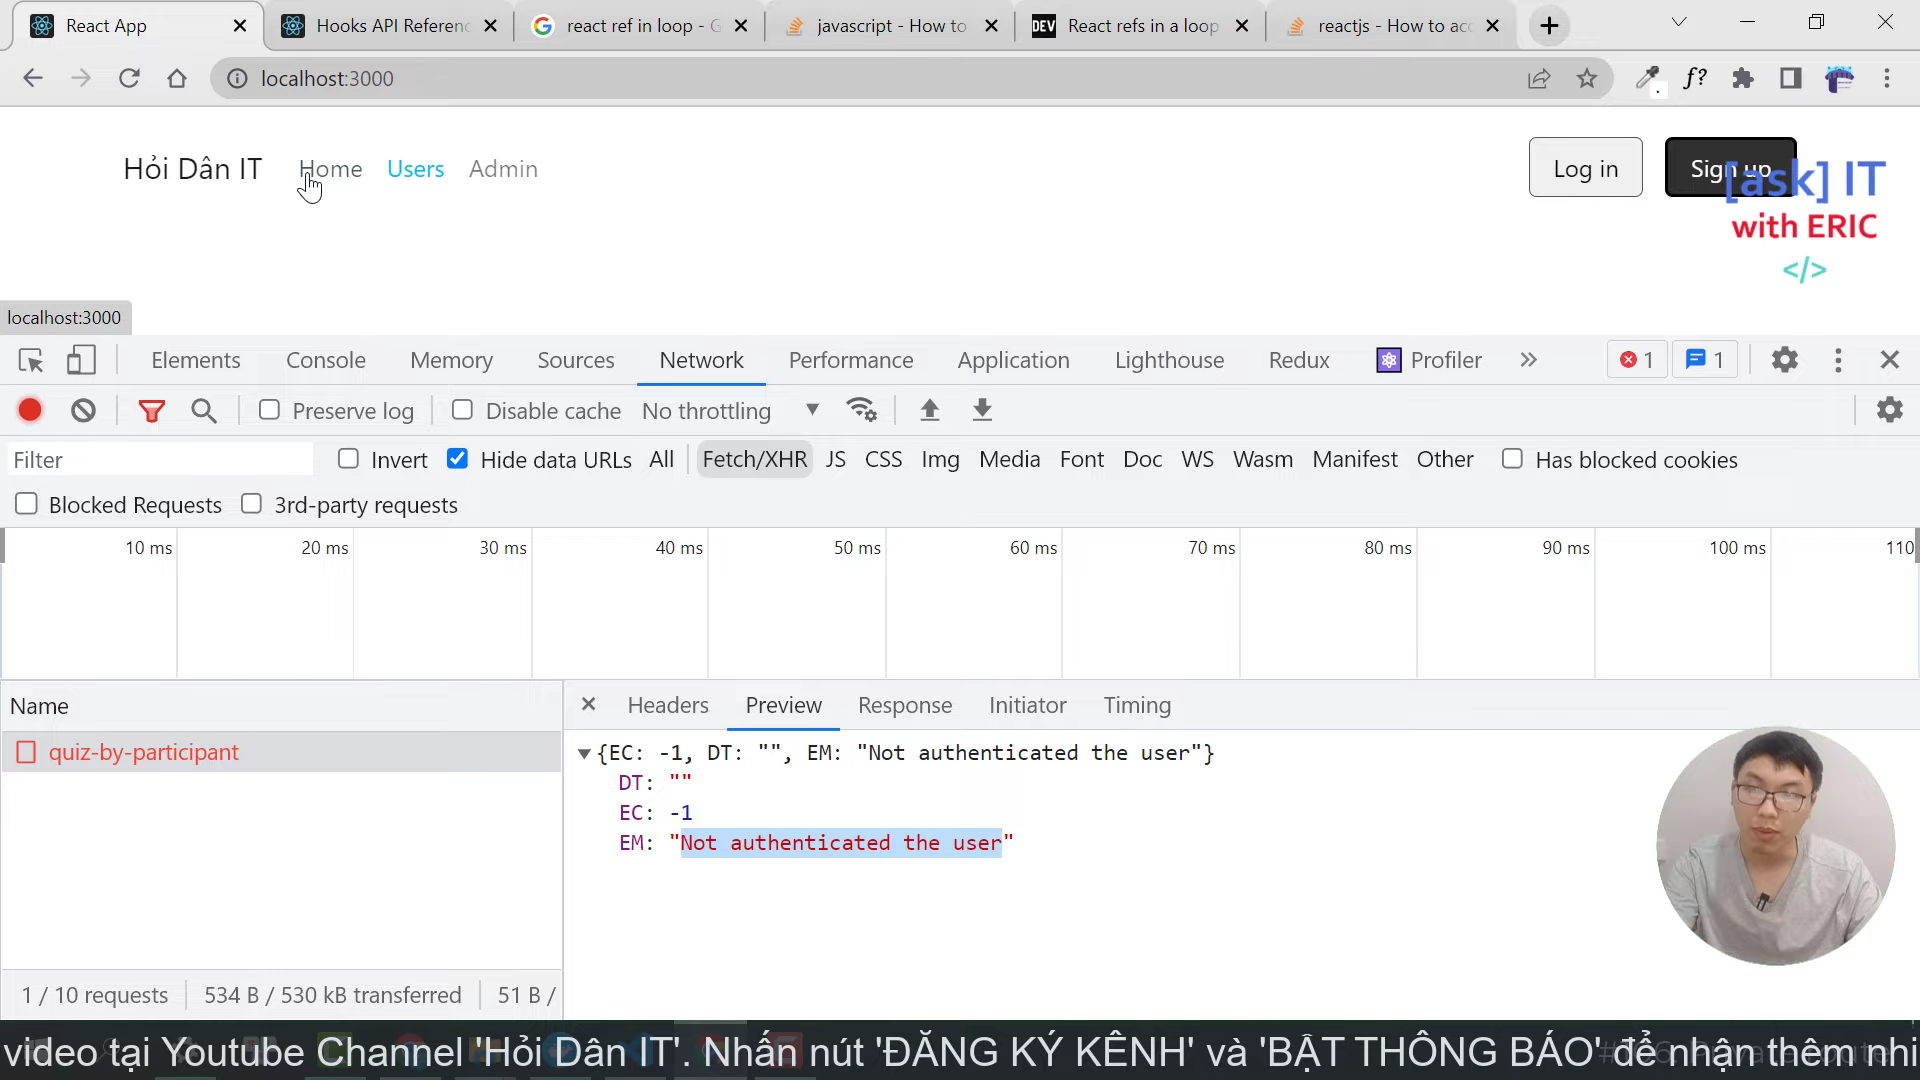 React App
Hooks API Referenc
react ref in loop - G
javascript - How to
DEV React refs in a loop
reactjs - How to acc
localhost:3000
f?
Hỏi Dân IT Home Users Admin
Log in Sign up
[ask] IT
with ERIC
</>
localhost:3000
Elements Console Memory Sources Network Performance Application Lighthouse Redux Profiler 1 1
Preserve log Disable cache No throttling
Filter Invert Hide data URLs All Fetch/XHR JS CSS Img Media Font Doc WS Wasm Manifest Other Has blocked cookies
Blocked Requests 3rd-party requests
10 ms 20 ms 30 ms 40 ms 50 ms 60 ms 70 ms 80 ms 90 ms 100 ms 110
Name
Headers Preview Response Initiator Timing
quiz-by-participant
{EC: -1, DT: "", EM: "Not authenticated the user"}
DT: ""
EC: -1
EM: "Not authenticated the user"
1 / 10 requests 534 B / 530 kB transferred 51 B /
video tại Youtube Channel 'Hỏi Dân IT'. Nhấn nút 'ĐĂNG KÝ KÊNH' và 'BẬT THÔNG BÁO' để nhận thêm nhi